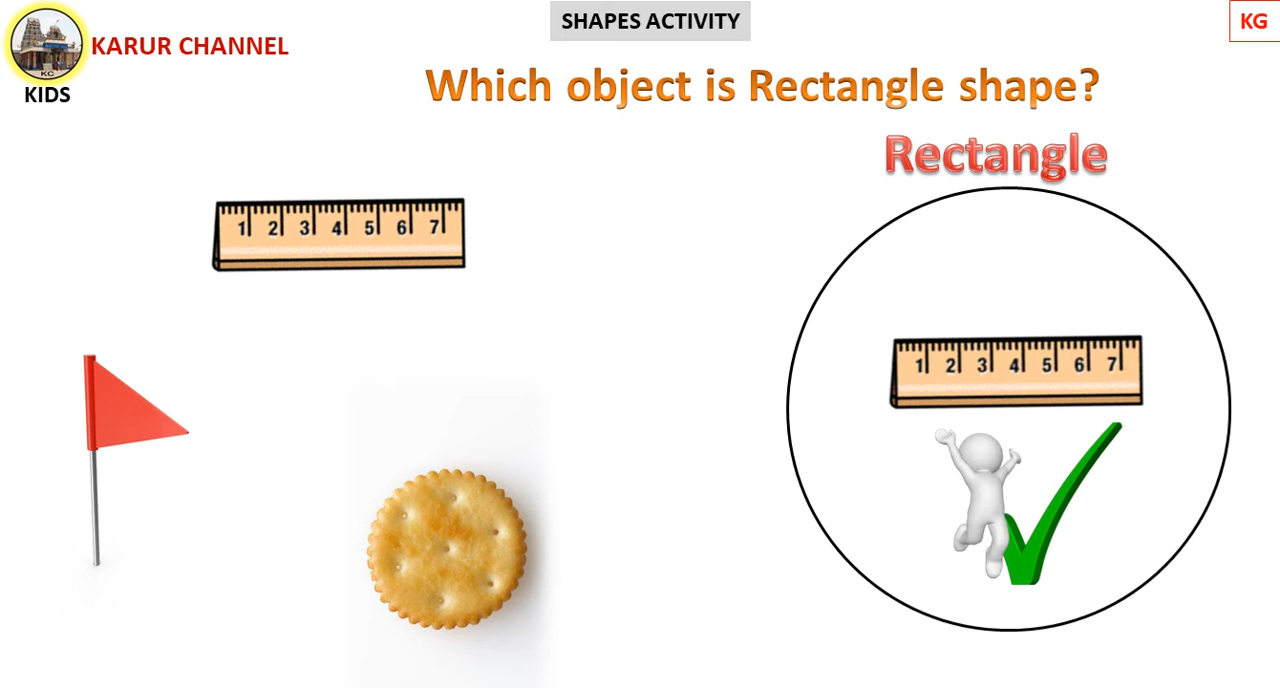 SHAPES ACTIVITY
KG
KARUR CHANNEL
KC
KIDS
Which object is Rectangle shape?
Rectangle
1 2 3 4 5 6 7
1 2 3 4 5 6 7